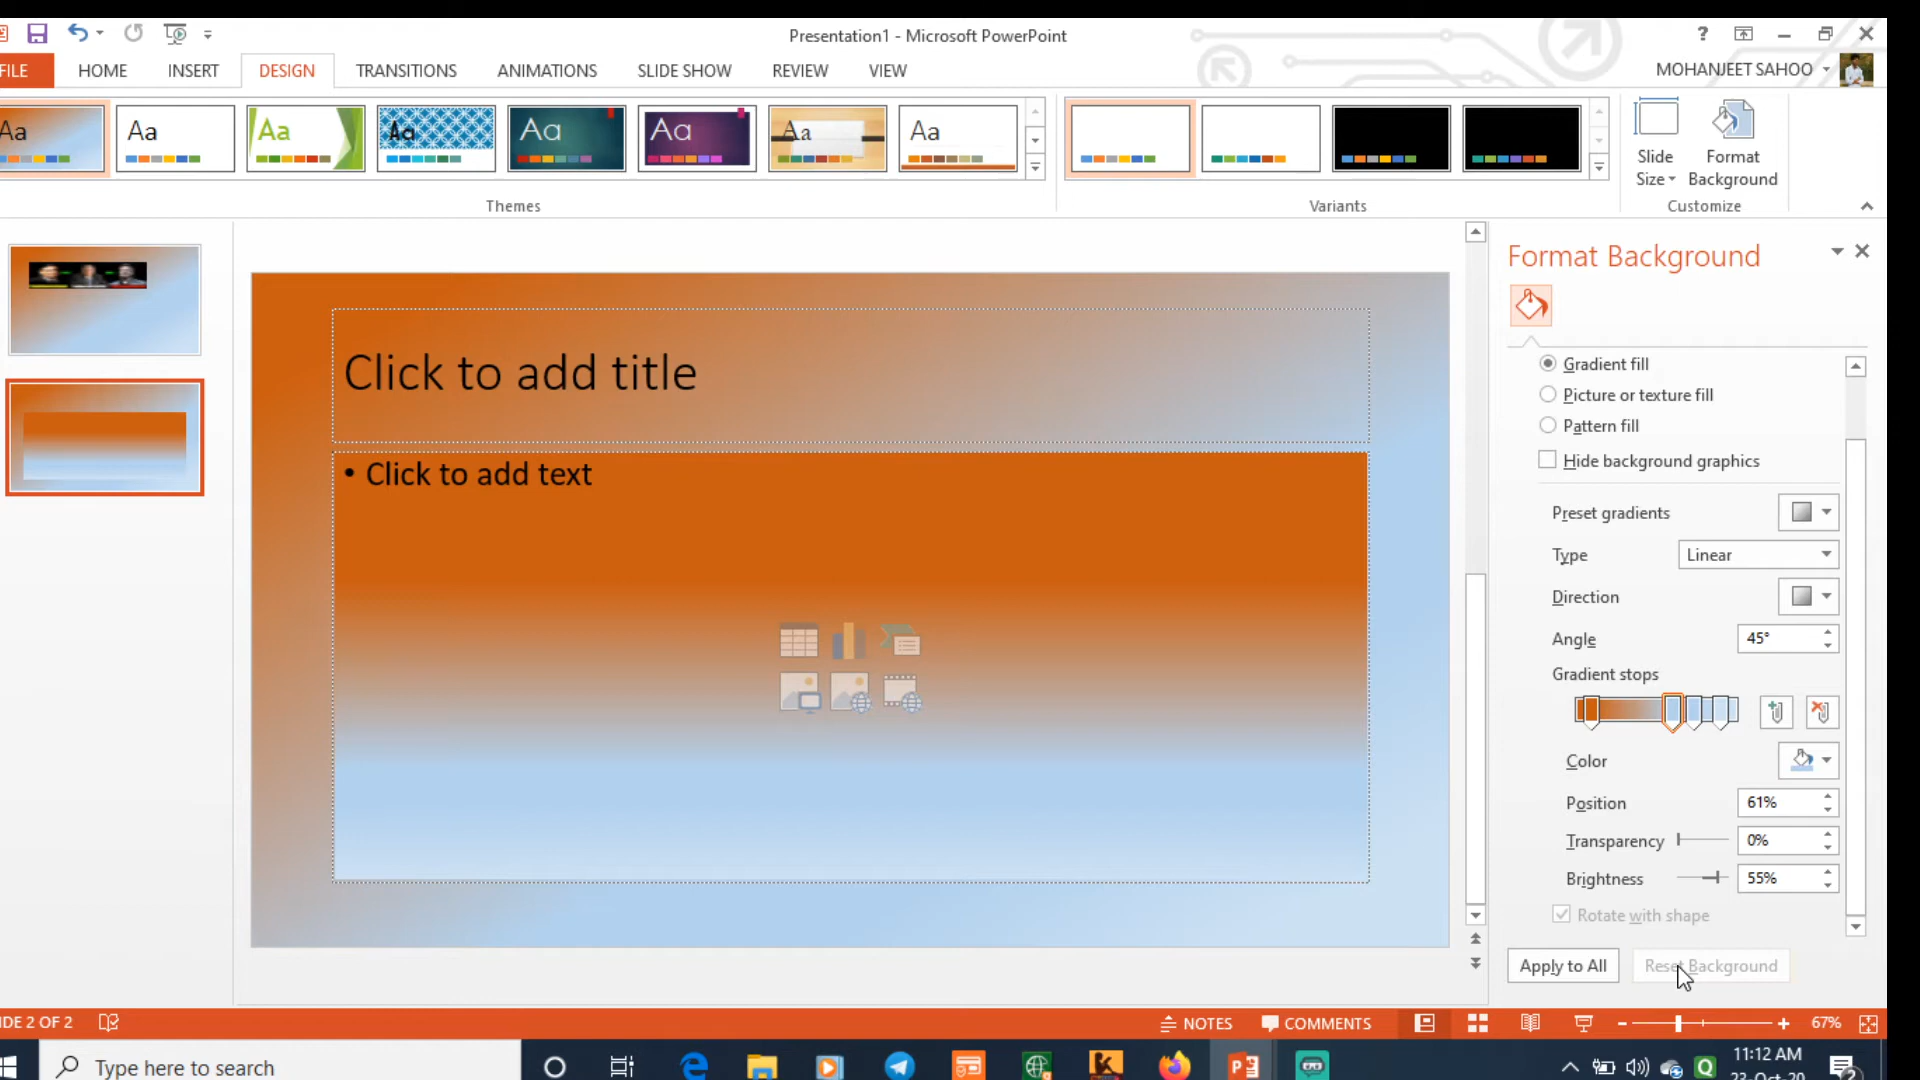 Presentation1 - Microsoft PowerPoint
?
FILE HOME INSERT DESIGN TRANSITIONS ANIMATIONS SLIDE SHOW REVIEW VIEW
MOHANJEET SAHOO
Aa Aa Aa Aa Aa Aa Aa Aa
Slide Size
Format Background
Themes
Variants
Customize
Click to add title
• Click to add text
Format Background
Gradient fill
Picture or texture fill
Pattern fill
Hide background graphics
Preset gradients
Type Linear
Direction
Angle 45°
Gradient stops
Color
Position 61%
Transparency 0%
Brightness 55%
Rotate with shape
Apply to All Reset Background
IDE 2 OF 2
NOTES COMMENTS 67%
Type here to search
11:12 AM
23-Oct-20
2